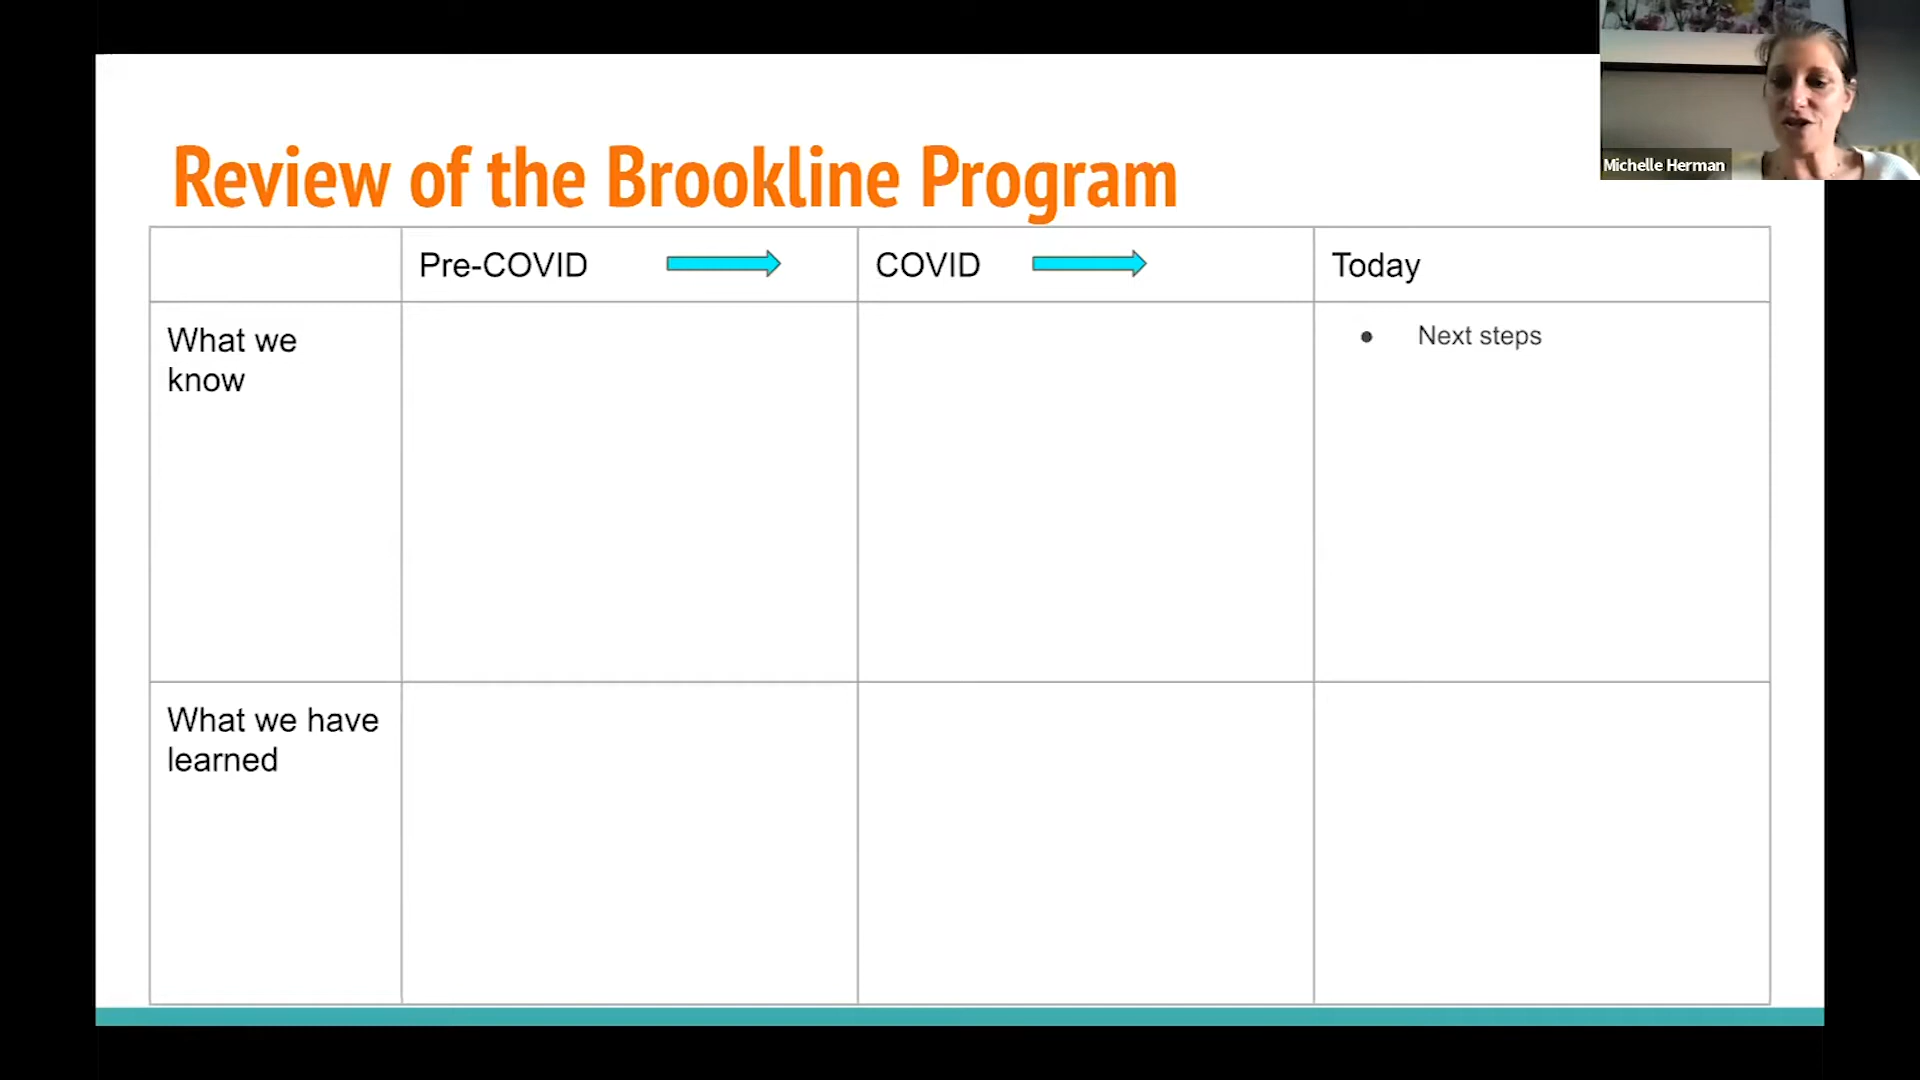 Michelle Herman
Review of the Brookline Program
Pre-COVID
COVID
Today
What we
know
Next steps
What we have
learned